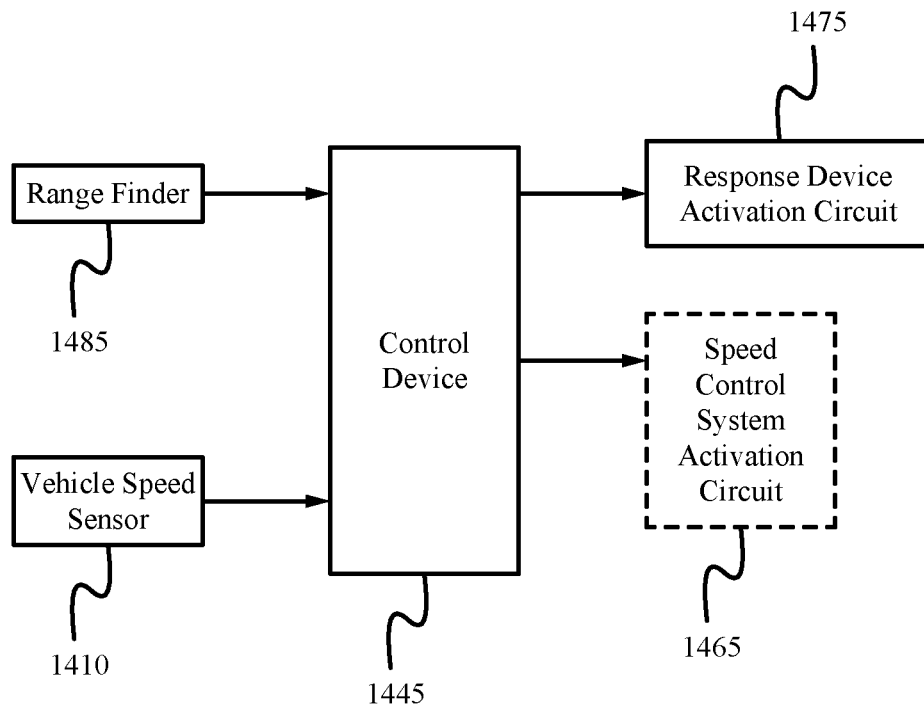 1475
Range Finder
Response Device
Activation Circuit
1485
Control
Device
Speed
Control
System
Activation
Circuit
Vehicle Speed
Sensor
1410
1445
1465